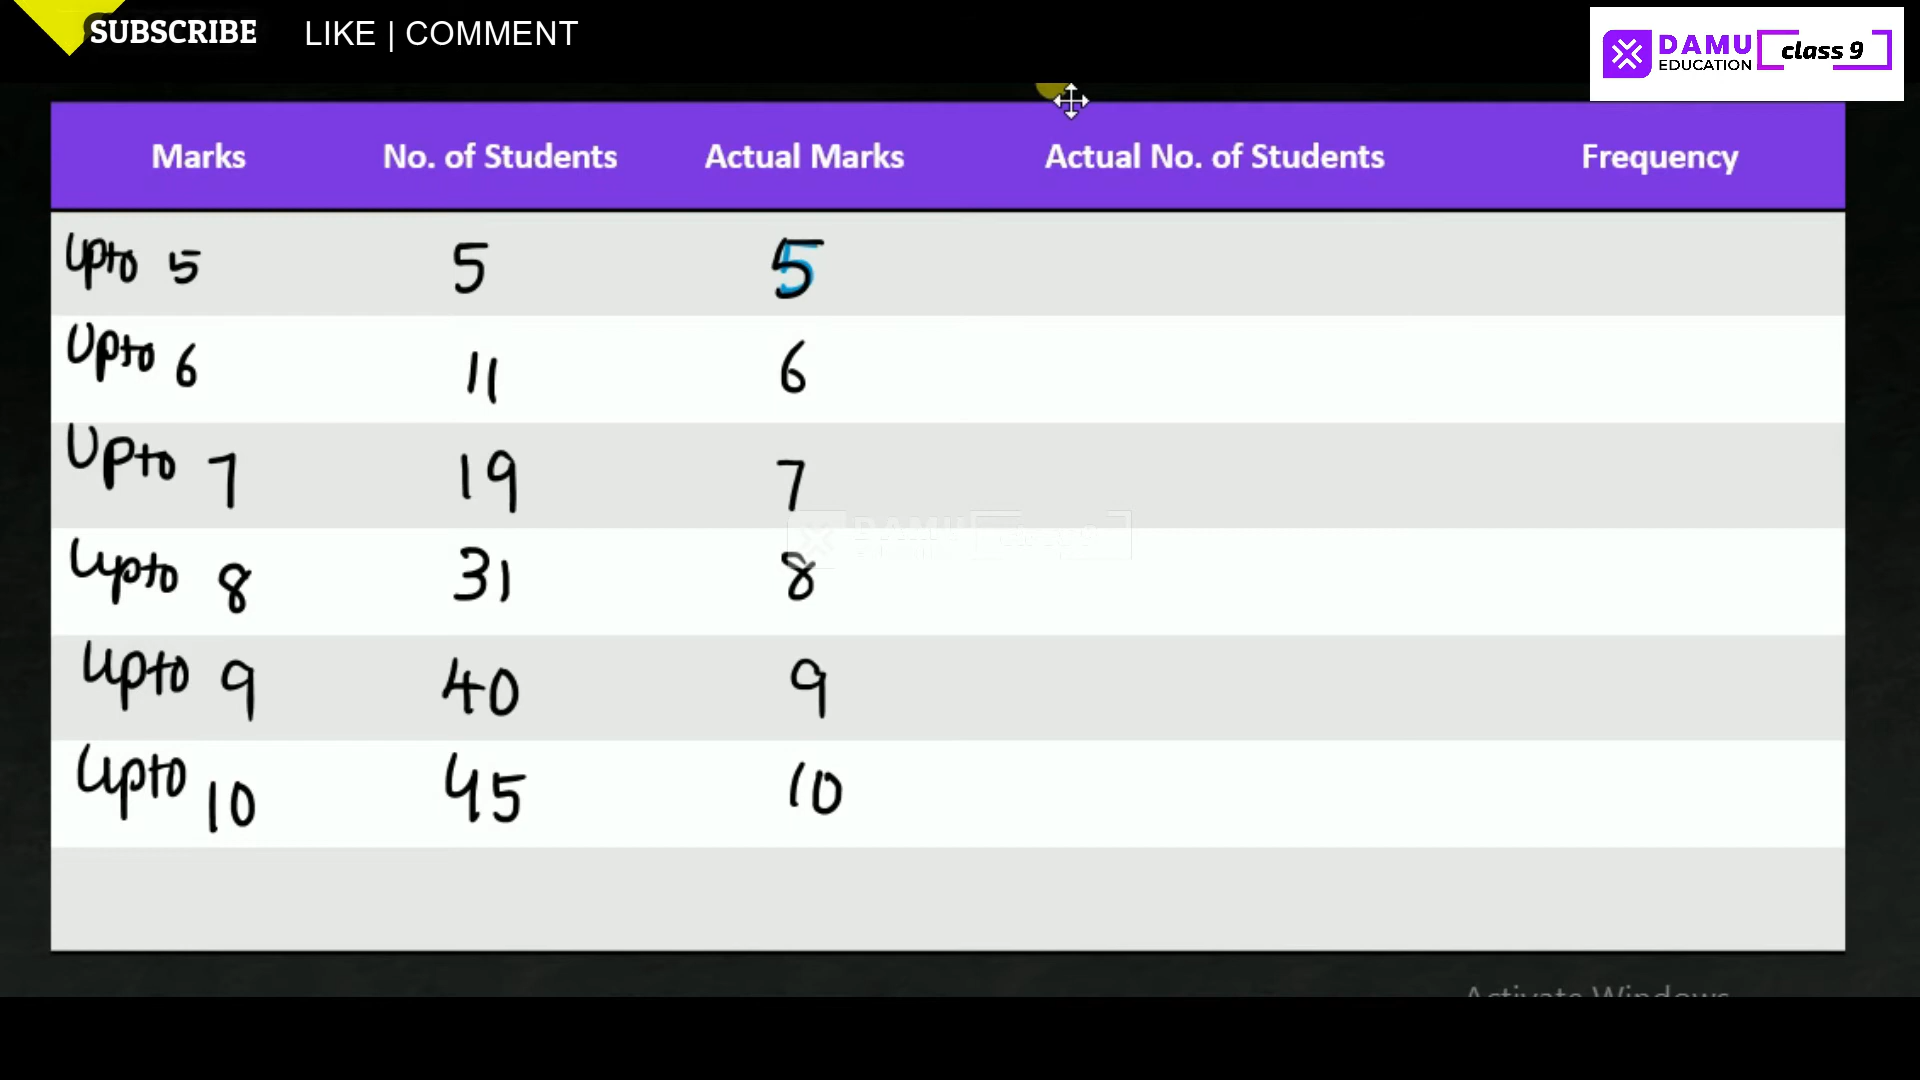 SUBSCRIBE LIKE | COMMENT
DAMU EDUCATION class 9
Marks No. of Students Actual Marks Actual No. of Students Frequency
Upto 5 5 5
Upto 6 11 6
Upto 7 19 7
Upto 8 31 8
Upto 9 40 9
Upto 10 45 10
Activate Windows